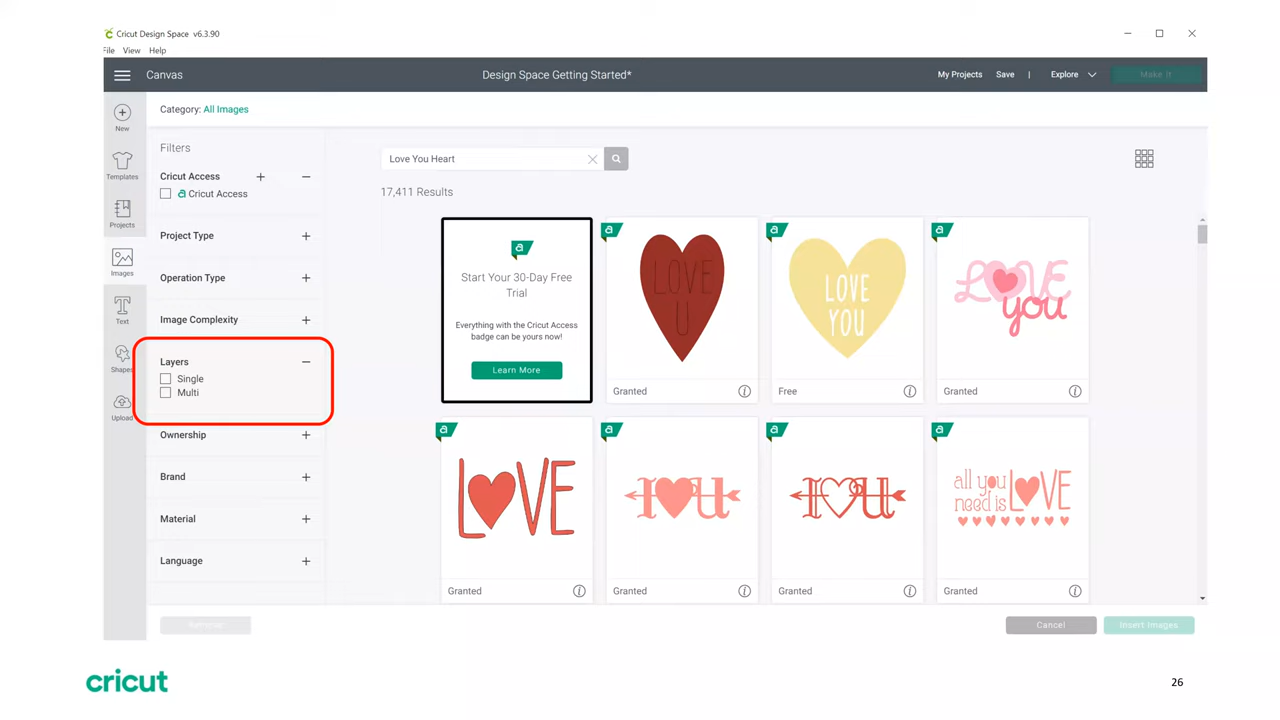 Cricut Design Space v6.3.90
File View Help
Canvas
Design Space Getting Started*
My Projects Save | Explore
Make It
New
Templates
Projects
Images
Text
Shapes
Upload
Category: All Images
Filters
Cricut Access
Cricut Access
Project Type
Operation Type
Image Complexity
Layers
Single
Multi
Ownership
Brand
Material
Language
Love You Heart
17,411 Results
a
Start Your 30-Day Free
Trial
Everything with the Cricut Access
badge can be yours now!
Learn More
a
LOVE
U
Granted
a
LOVE
YOU
Free
a
LOVE
you
Granted
a
LOVE
Granted
a
I U
Granted
a
I U
Granted
a
all you
need is LOVE
Granted
Remove
Cancel
Insert Images
cricut
26